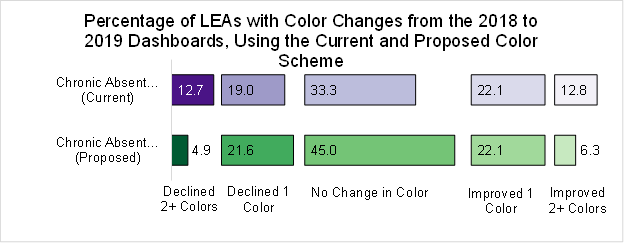 Percentage of LEAs with Color Changes from the 2018 to
2019 Dashboards, Using the Current and Proposed Color
Scheme
Chronic Absent...
(Current)
12.7
19.0
33.3
22.1
12.8
Chronic Absent...
(Proposed)
4.9
21.6
45.0
22.1
6.3
Declined
2+ Colors
Declined 1
Color
No Change in Color
Improved 1
Color
Improved
2+ Colors